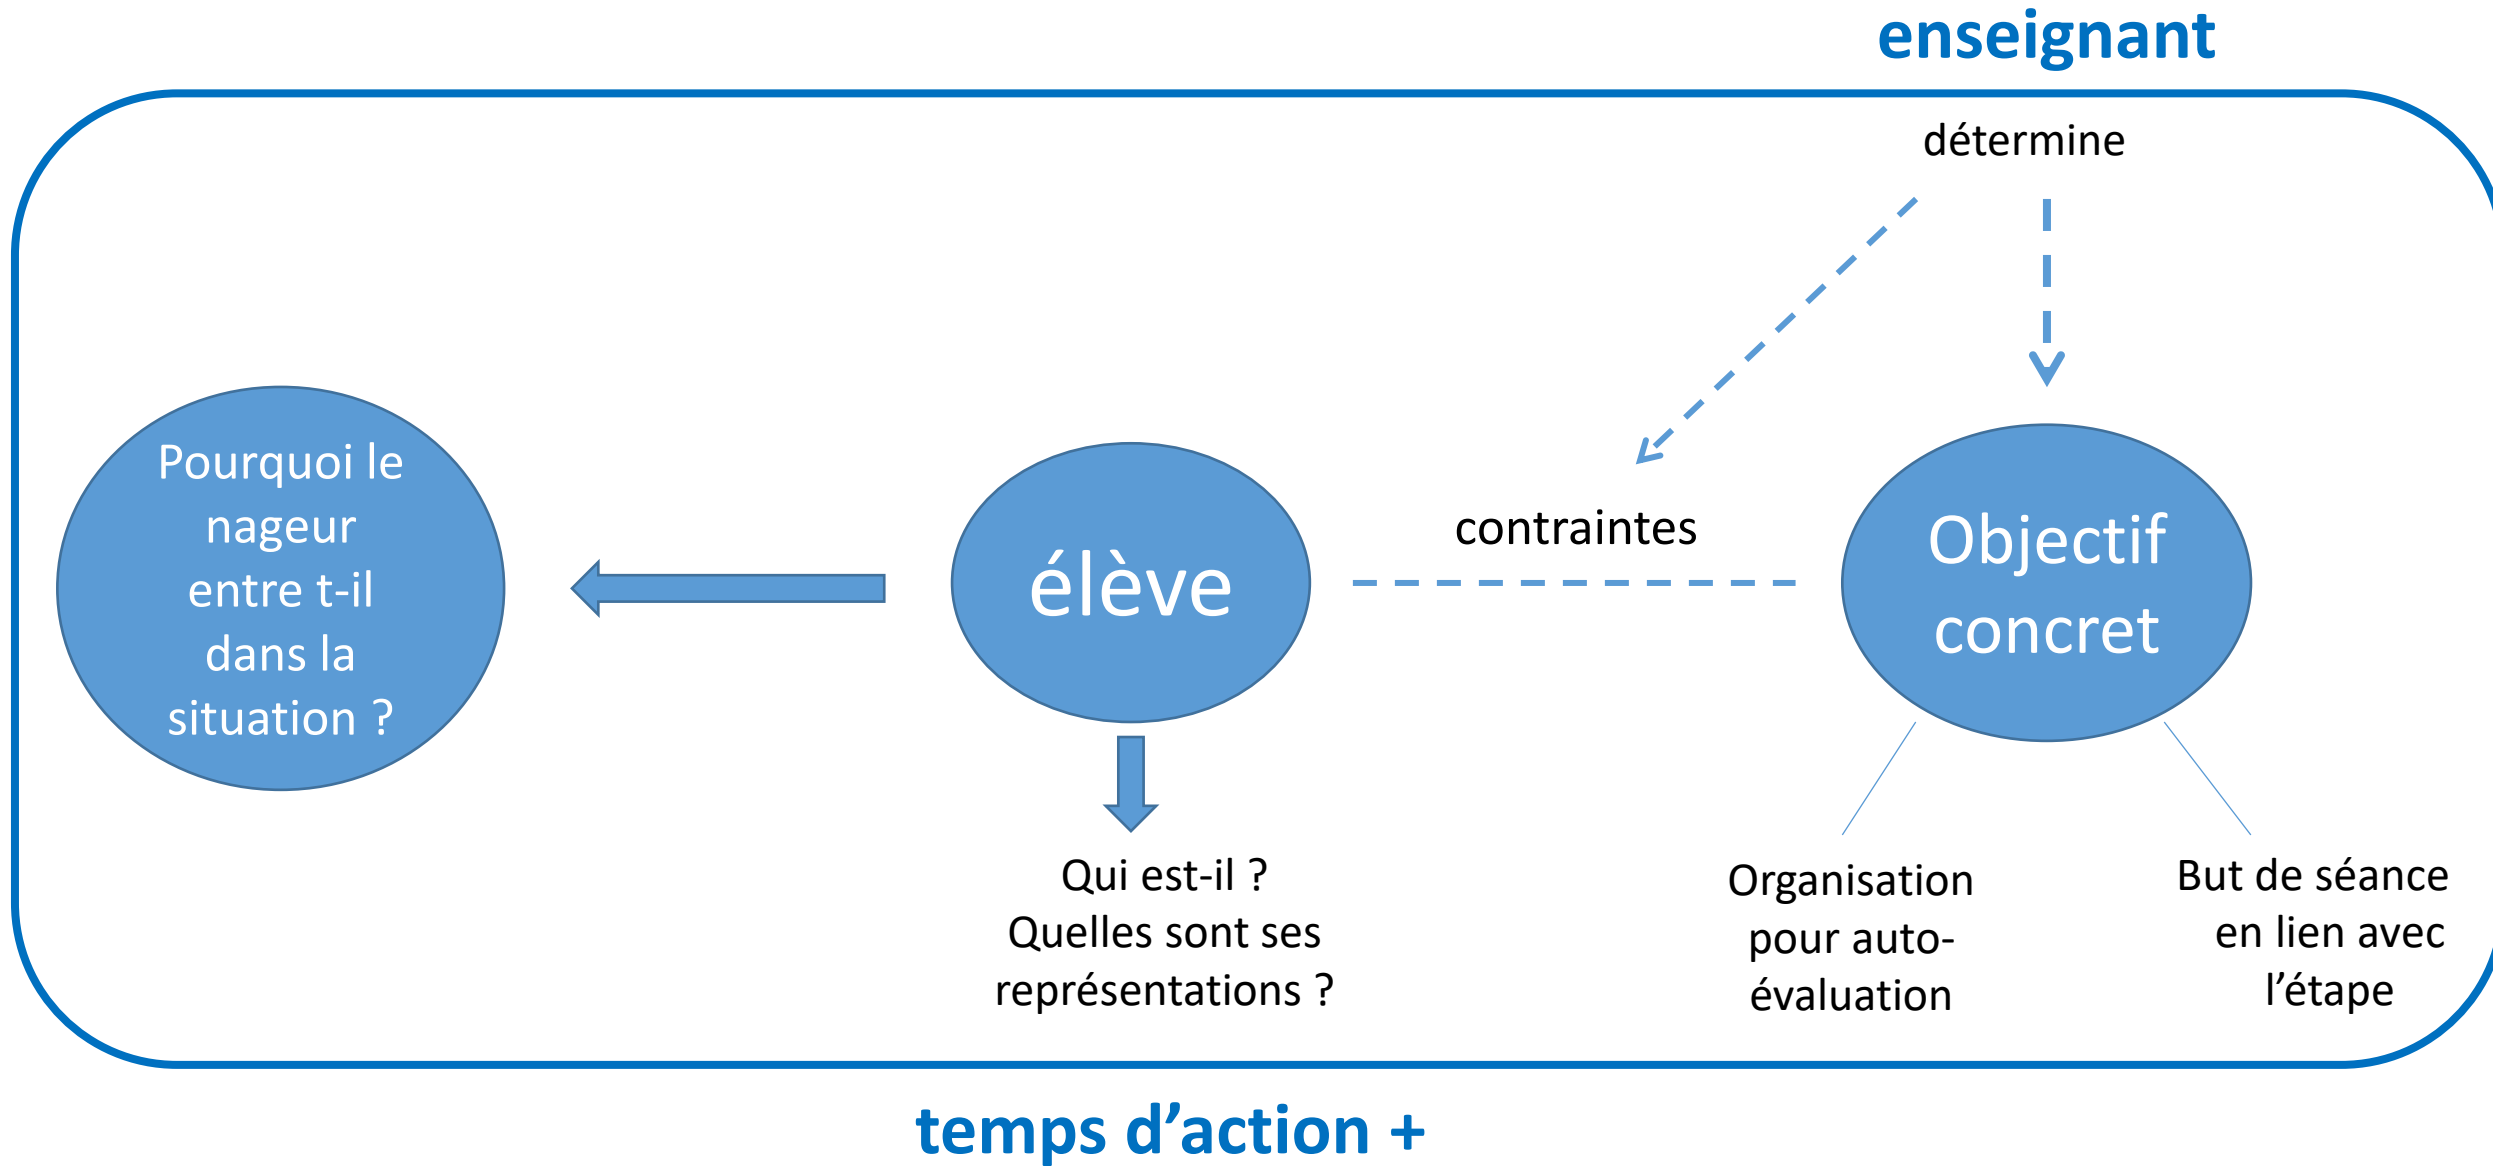 enseignant
détermine
Pourquoi le
nageur
entre t-il
dans la
situation ?
élève
contraintes
Objectif
concret
Qui est-il ?
Quelles sont ses
représentations ?
Organisation
pour auto-
évaluation
But de séance
en lien avec
l’étape
temps d’action +